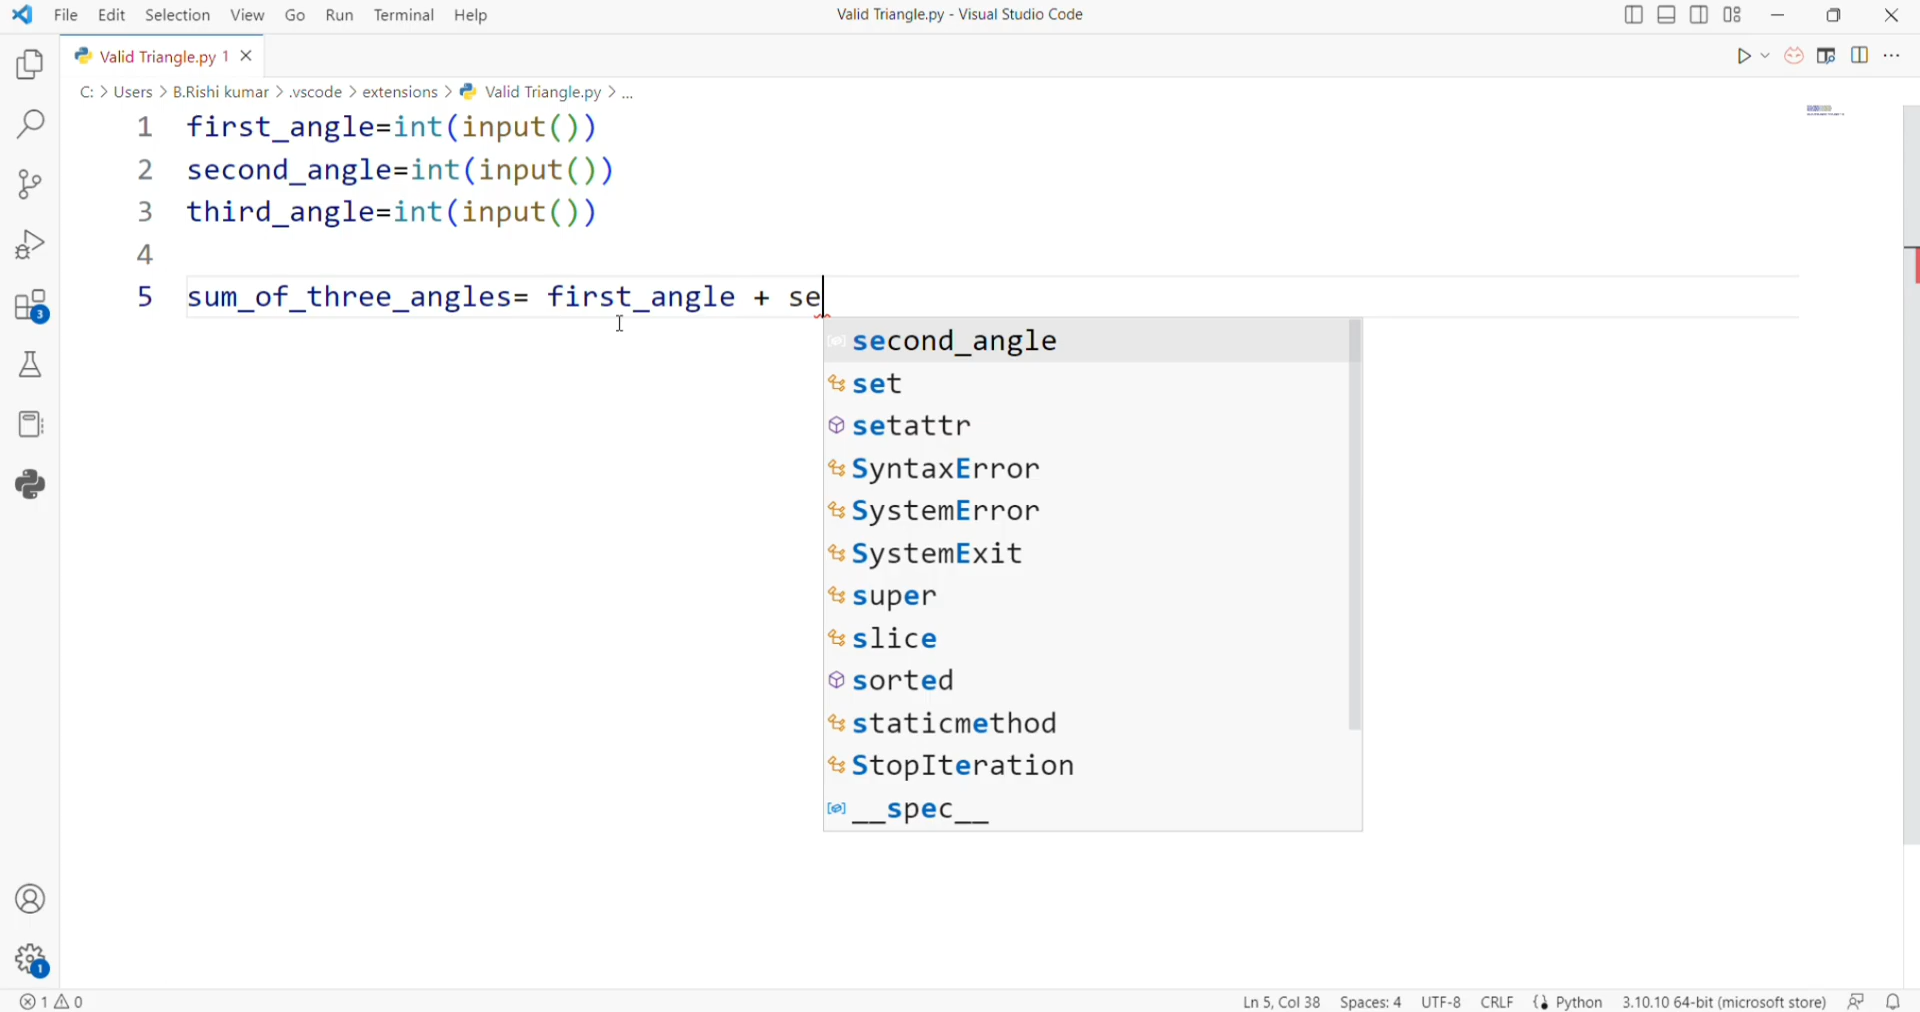 File Edit Selection View Go Run Terminal Help
Valid Triangle.py - Visual Studio Code
Valid Triangle.py 1
C: > Users > B.Rishi kumar > .vscode > extensions > Valid Triangle.py > ...
1 first_angle=int(input())
2 second_angle=int(input())
3 third_angle=int(input())
4
5 sum_of_three_angles= first_angle + se
second_angle
set
setattr
SyntaxError
SystemError
SystemExit
super
slice
sorted
staticmethod
StopIteration
__spec__
3
1
1 0
Ln 5, Col 38 Spaces: 4 UTF-8 CRLF Python 3.10.10 64-bit (microsoft store)